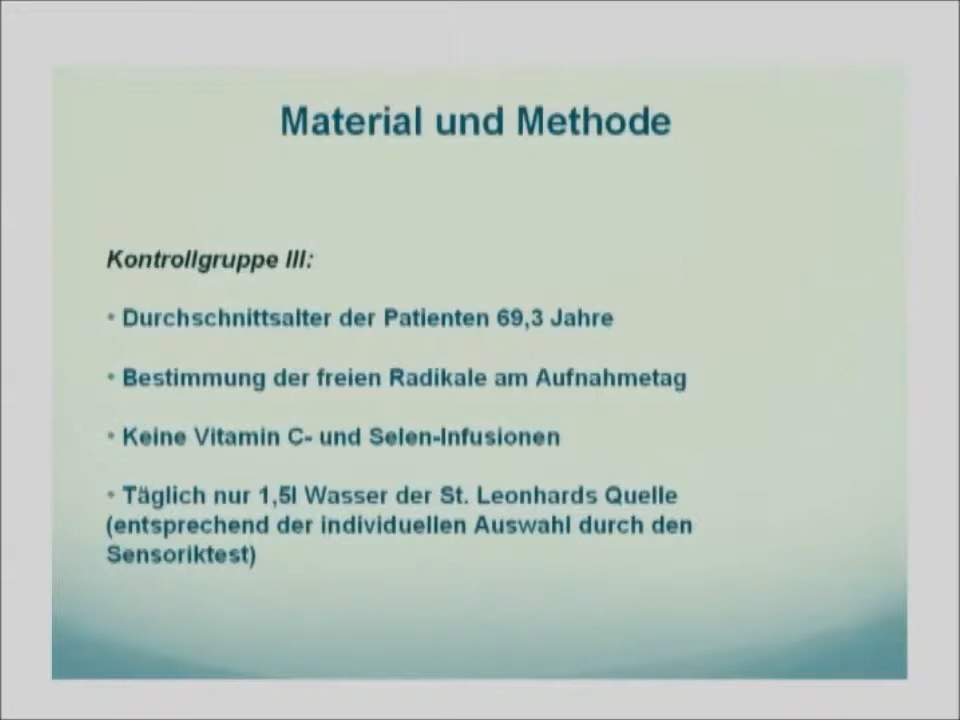 Material und Methode
Kontrollgruppe III:
• Durchschnittsalter der Patienten 69,3 Jahre
• Bestimmung der freien Radikale am Aufnahmetag
• Keine Vitamin C- und Selen-Infusionen
• Täglich nur 1,5l Wasser der St. Leonhards Quelle
(entsprechend der individuellen Auswahl durch den
Sensoriktest)